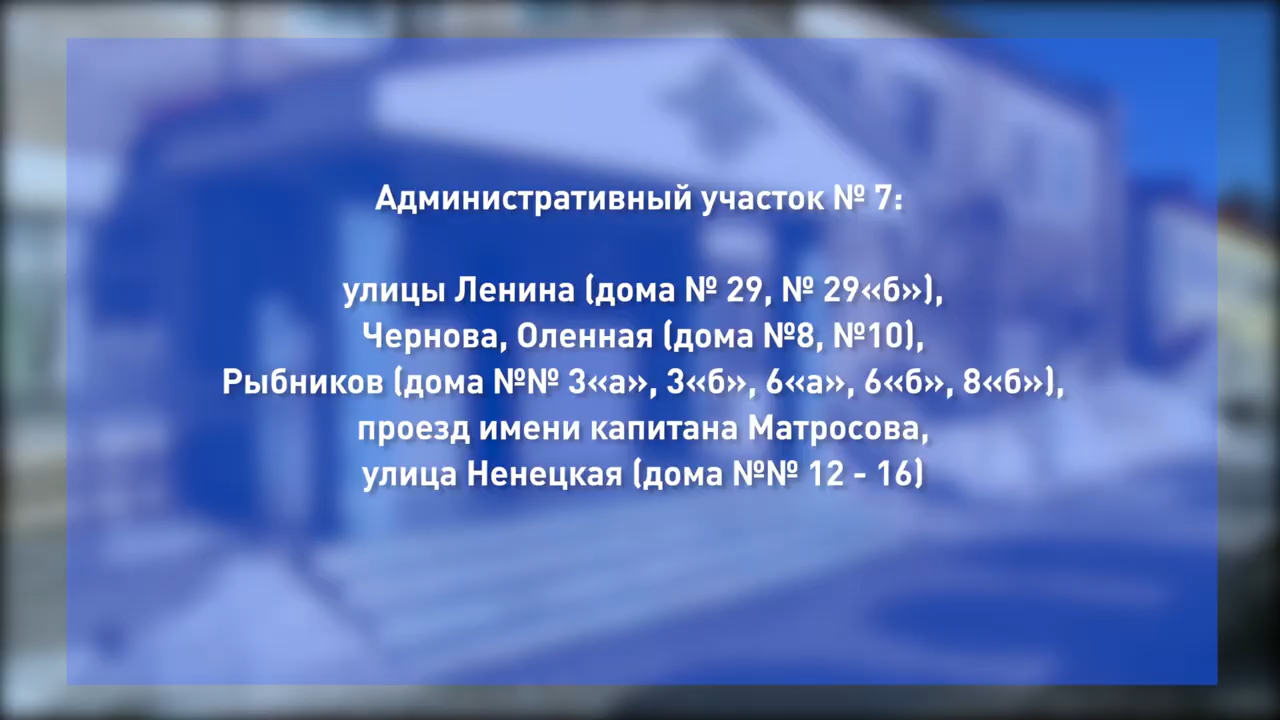 Административный участок № 7:
улицы Ленина (дома № 29, № 29«б»),
Чернова, Оленная (дома №8, №10),
Рыбников (дома №№ 3«а», 3«б», 6«а», 6«б», 8«б»),
проезд имени капитана Матросова,
улица Ненецкая (дома №№ 12 - 16)